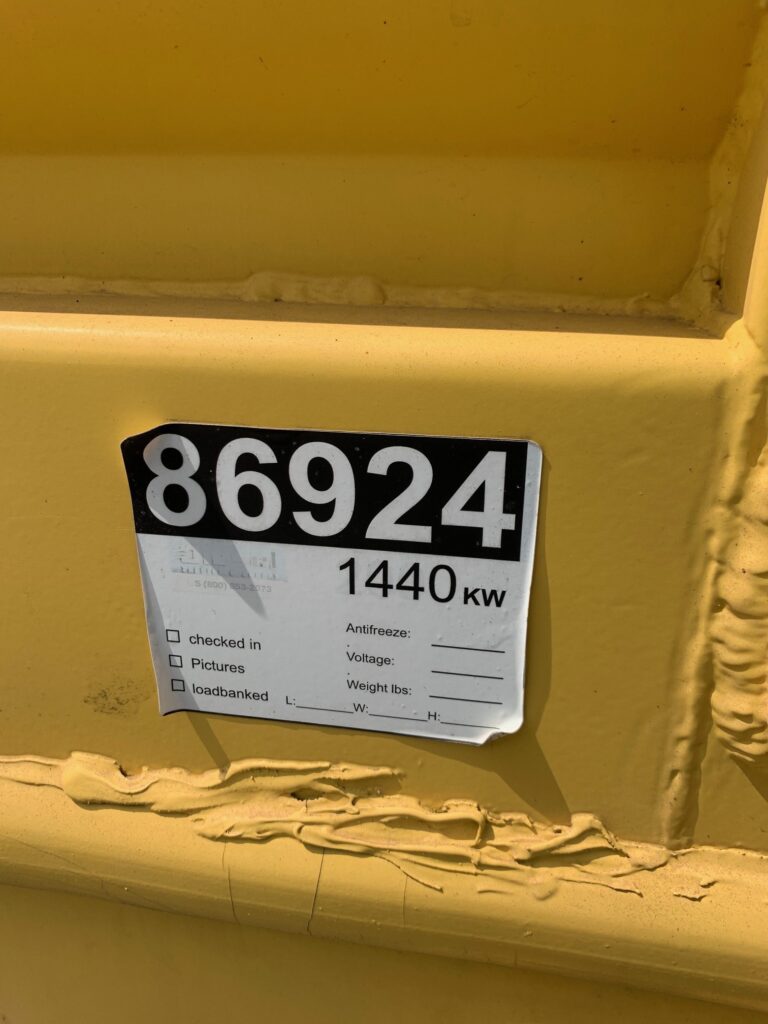 86924
1440 KW
checked in
Pictures
loadbanked
Antifreeze:
Voltage:
Weight lbs:
L: W: H: